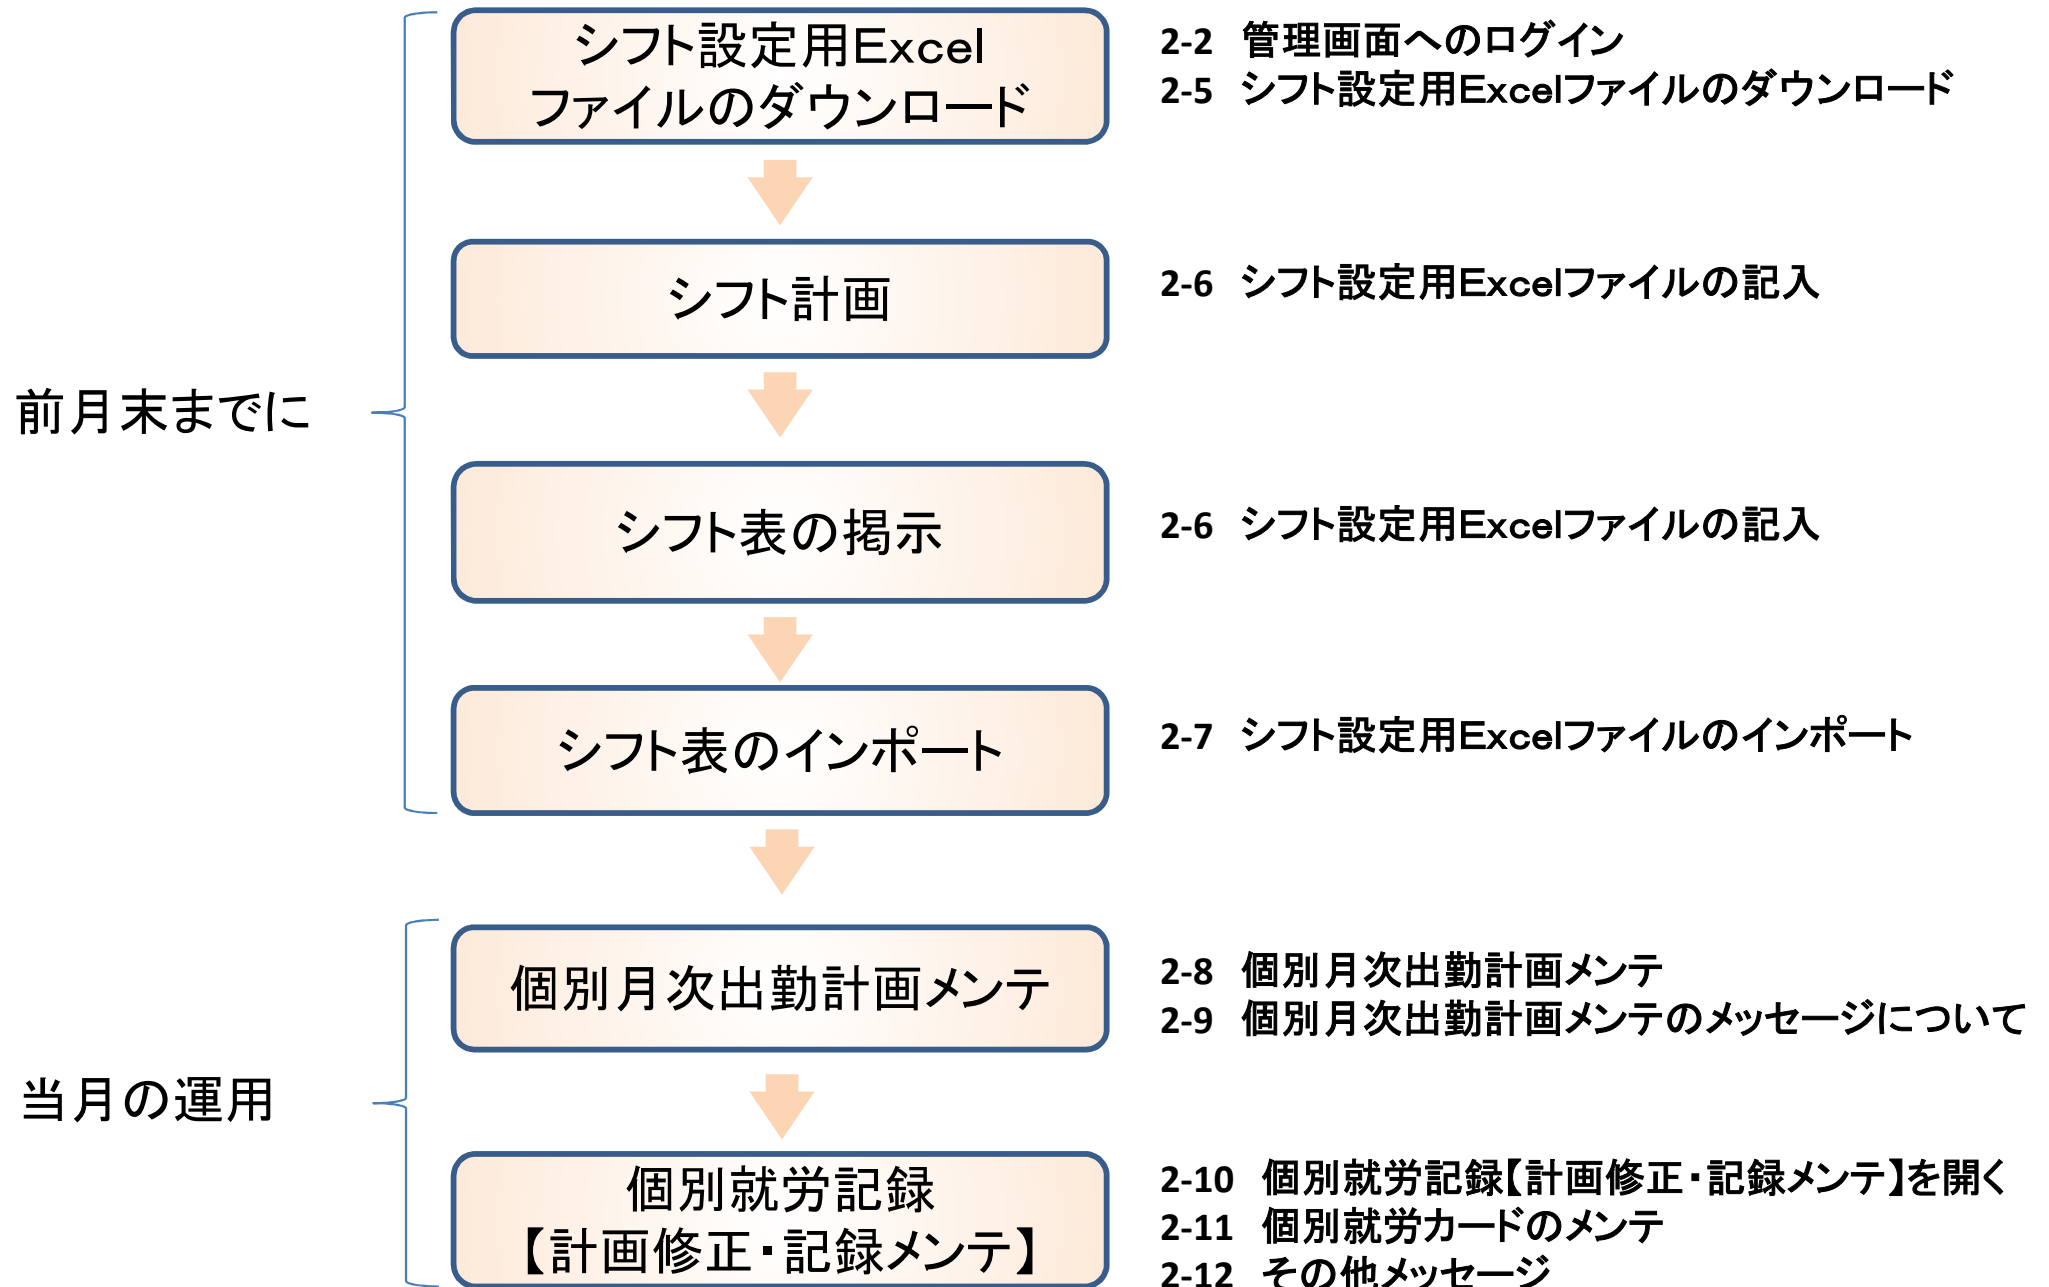 シフト設定用Excel
ファイルのダウンロード
2-2 管理画面へのログイン
2-5 シフト設定用Excelファイルのダウンロード
シフト計画
2-6 シフト設定用Excelファイルの記入
前月末までに
シフト表の掲示
2-6 シフト設定用Excelファイルの記入
シフト表のインポート
2-7 シフト設定用Excelファイルのインポート
個別月次出勤計画メンテ
2-8 個別月次出勤計画メンテ
2-9 個別月次出勤計画メンテのメッセージについて
当月の運用
個別就労記録
【計画修正・記録メンテ】
2-10 個別就労記録【計画修正・記録メンテ】を開く
2-11 個別就労カードのメンテ
2-12 その他メッセージ